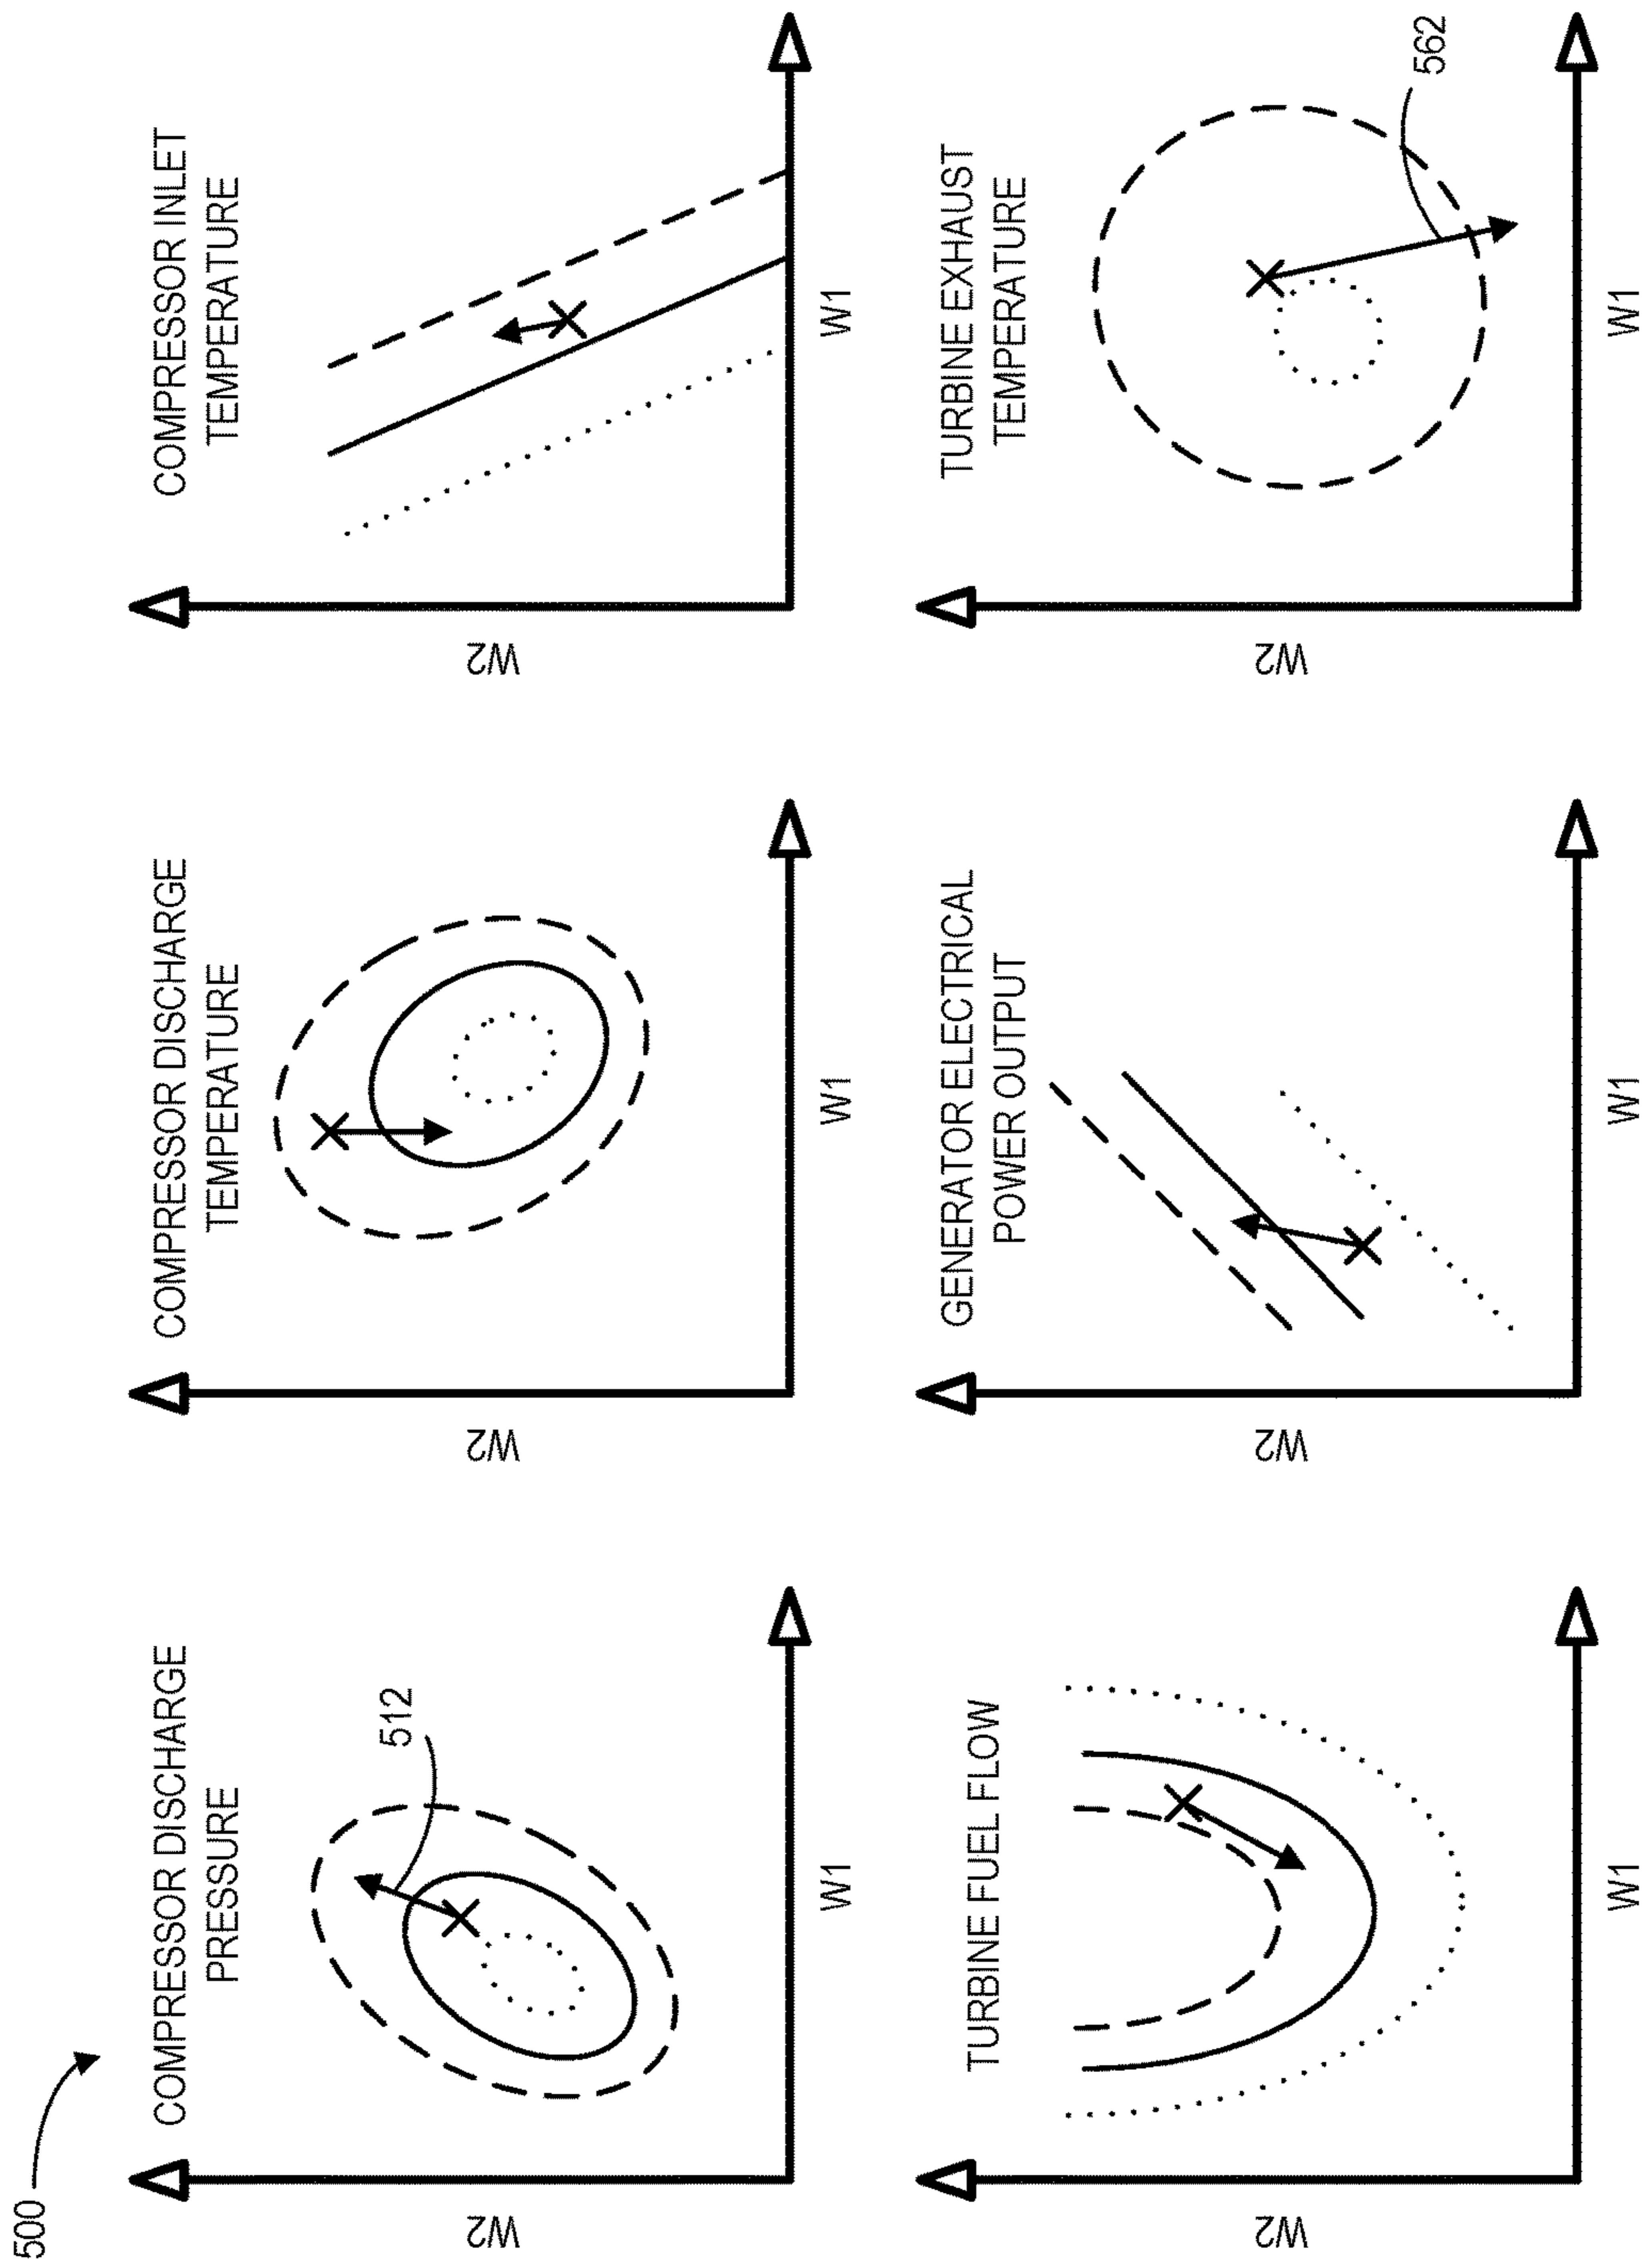 500
COMPRESSOR DISCHARGE
PRESSURE
512
W2
W1
COMPRESSOR DISCHARGE
TEMPERATURE
W2
W1
COMPRESSOR INLET
TEMPERATURE
W2
W1
TURBINE FUEL FLOW
W2
W1
GENERATOR ELECTRICAL
POWER OUTPUT
W2
W1
TURBINE EXHAUST
TEMPERATURE
562
W2
W1